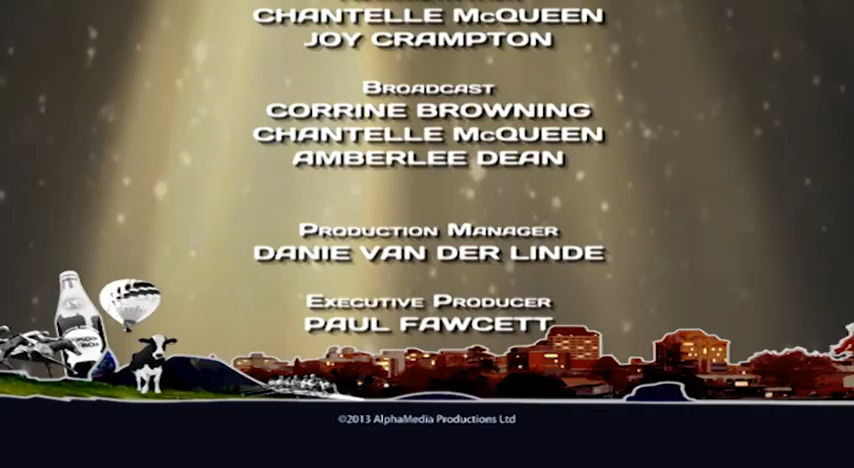 CHANTELLE McQUEEN
JOY CRAMPTON
BROADCAST
CORRINE BROWNING
CHANTELLE McQUEEN
AMBERLEE DEAN
PRODUCTION MANAGER
DANIE VAN DER LINDE
EXECUTIVE PRODUCER
PAUL FAWCETT
©2013 AlphaMedia Productions Ltd